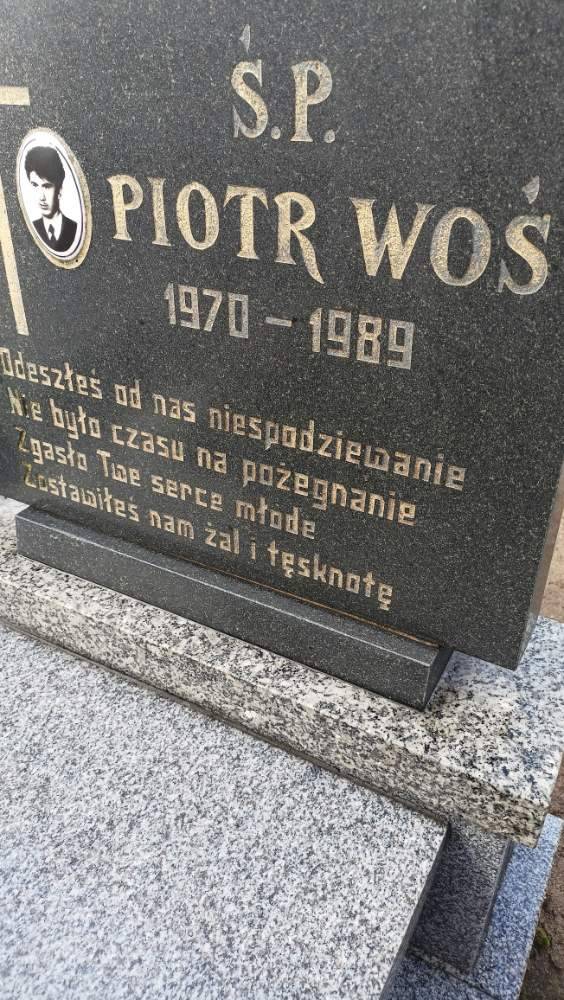 Ś.P.
PIOTR WOŚ
1970 – 1989
Odeszłeś od nas niespodziewanie
Nie było czasu na pożegnanie
Zgasło Twe serce młode
Zostawiłeś nam żal i tęsknotę